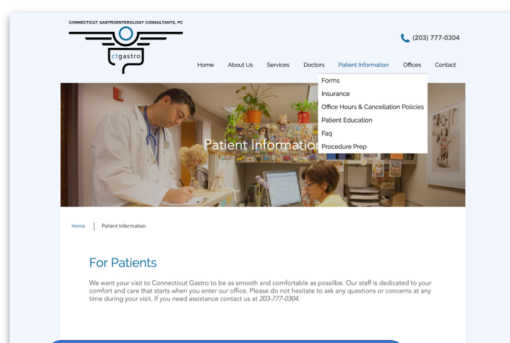 CONNECTICUT GASTROENTEROLOGY CONSULTANTS, PC
ctgastro
(203) 777-0304
Home About Us Services Doctors Patient Information Offices Contact
Forms
Insurance
Office Hours & Cancellation Policies
Patient Education
Faq
Procedure Prep
Patient Information
Home | Patient Information
For Patients
We want your visit to Connecticut Gastro to be as smooth and comfortable as possilbe. Our staff is dedicated to your
comfort and care that starts when you enter our office. Please do not hesitate to ask any questions or concerns at any
time during your visit. If you need assistance contact us at 203-777-0304.